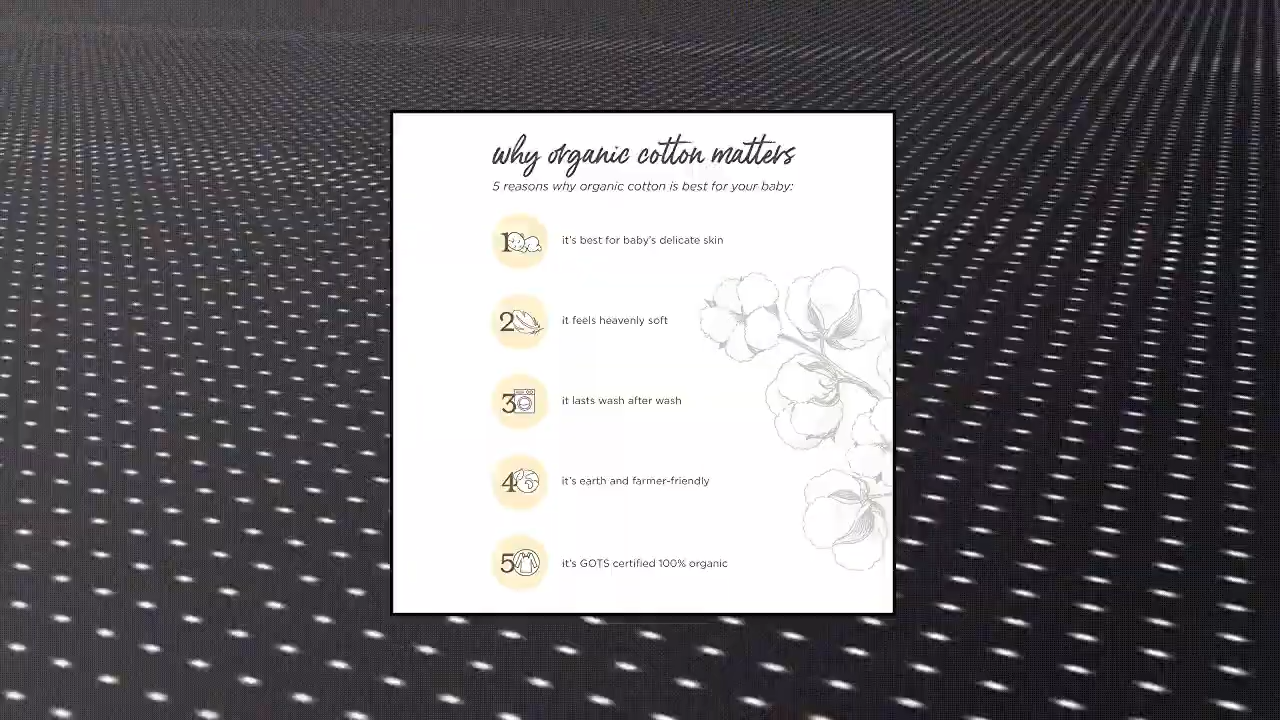 why organic cotton matters
5 reasons why organic cotton is best for your baby:
1 it's best for baby's delicate skin
2 it feels heavenly soft
3 it lasts wash after wash
4 it's earth and farmer-friendly
5 it's GOTS certified 100% organic